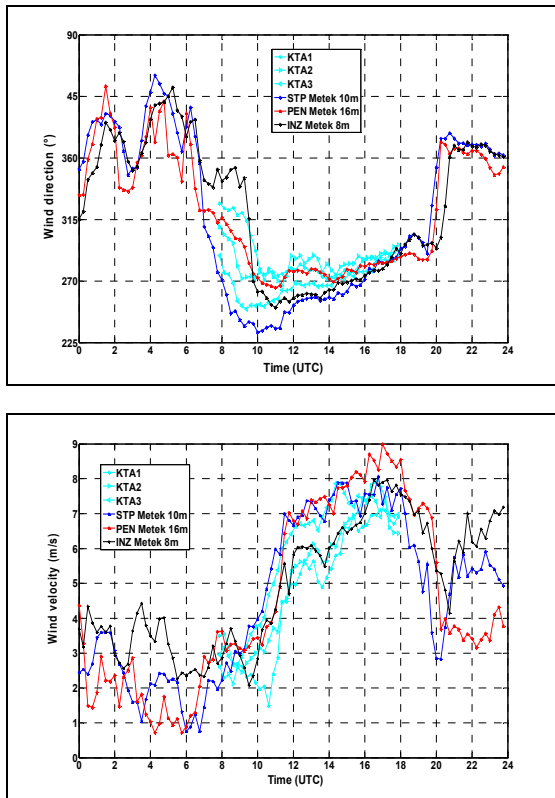 90
45
360
315
270
225
Wind direction (°)
KTA1
KTA2
KTA3
STP Metek 10m
PEN Metek 16m
INZ Metek 8m
0 2 4 6 8 10 12 14 16 18 20 22 24
Time (UTC)
9
8
7
6
5
4
3
2
1
0
Wind velocity (m/s)
KTA1
KTA2
KTA3
STP Metek 10m
PEN Metek 16m
INZ Metek 8m
0 2 4 6 8 10 12 14 16 18 20 22 24
Time (UTC)